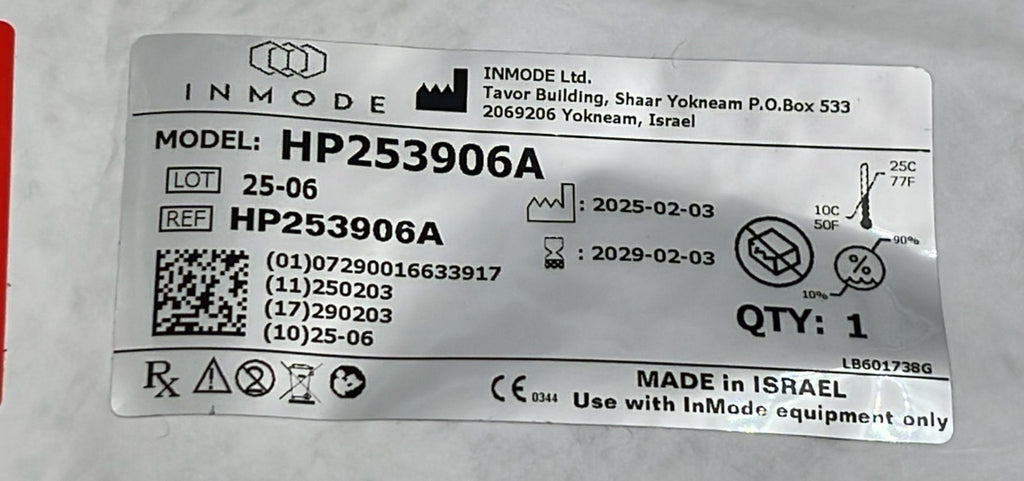 INMODE
INMODE Ltd.
Tavor Building, Shaar Yokneam P.O.Box 533
2069206 Yokneam, Israel
MODEL: HP253906A
LOT 25-06
REF HP253906A
: 2025-02-03
: 2029-02-03
25C
77F
10C
50F
90%
%
10%
(01)07290016633917
(11)250203
(17)290203
(10)25-06
QTY: 1
LB601738G
Rx
2
CE 0344
MADE in ISRAEL
Use with InMode equipment only